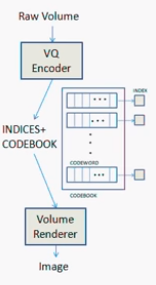 Raw Volume
VQ
Encoder
INDEX
INDICES+
CODEBOOK
CODEWORD
CODEBOOK
Volume
Renderer
Image